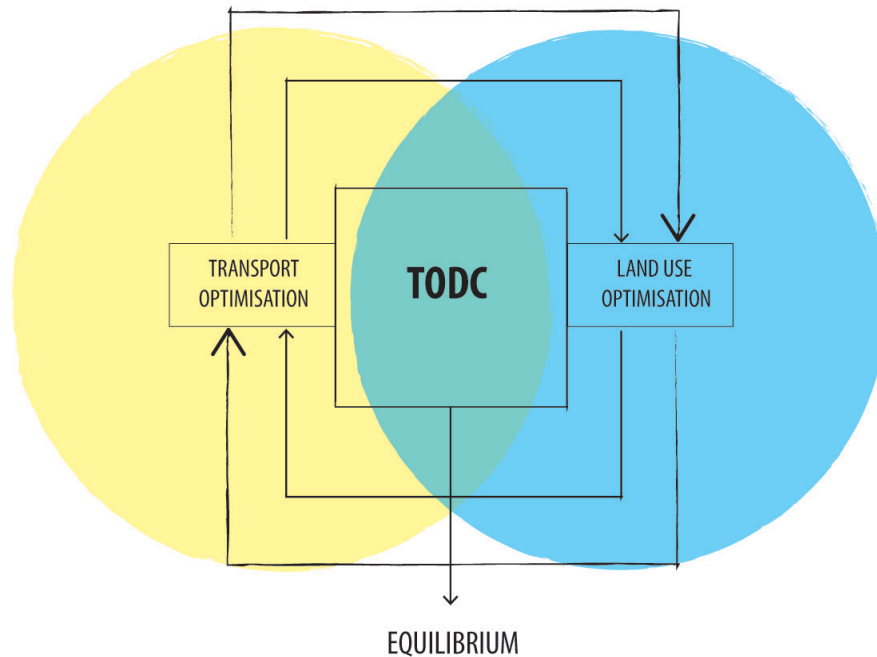 TRANSPORT
OPTIMISATION
TODC
LAND USE
OPTIMISATION
EQUILIBRIUM